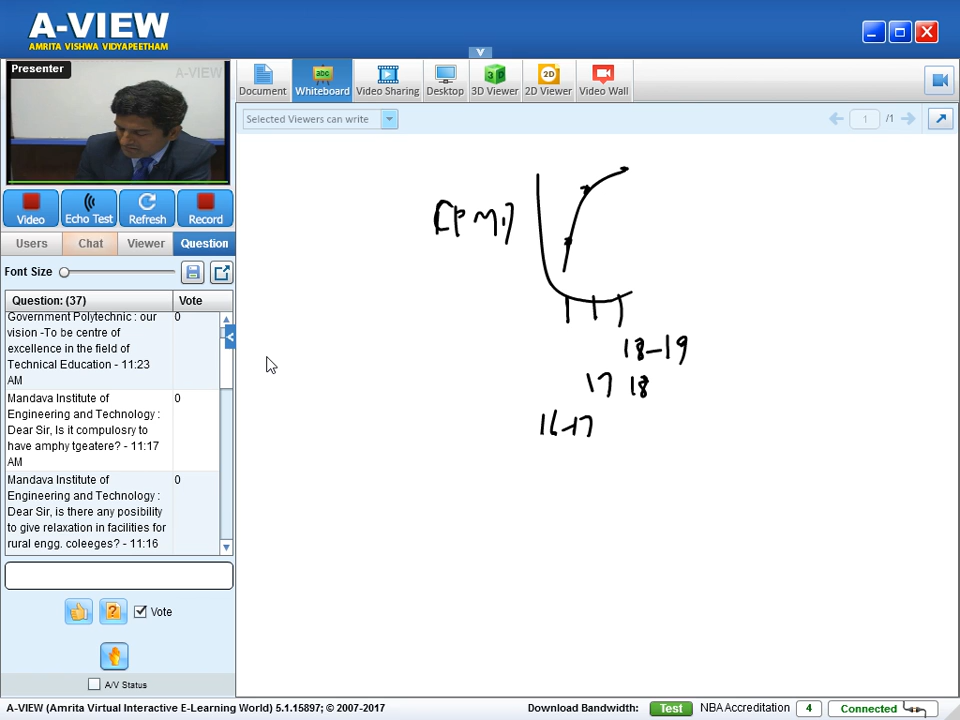 A-VIEW
AMRITA VISHWA VIDYAPEETHAM
Presenter
A-VIEW
Document
Whiteboard
Video Sharing
Desktop
3D Viewer
2D Viewer
Video Wall
Selected Viewers can write
1
/1
Video
Echo Test
Refresh
Record
Users
Chat
Viewer
Question
Font Size
Question: (37)
Vote
Government Polytechnic : our
vision -To be centre of
excellence in the field of
Technical Education - 11:23
AM
0
Mandava Institute of
Engineering and Technology :
Dear Sir, Is it compulosry to
have amphy tgeatere? - 11:17
AM
0
Mandava Institute of
Engineering and Technology :
Dear Sir, is there any posibility
to give relaxation in facilities for
rural engg. coleeges? - 11:16
0
18-19
17 18
16-17
Vote
A/V Status
A-VIEW (Amrita Virtual Interactive E-Learning World) 5.1.15897; © 2007-2017
Download Bandwidth:
Test
NBA Accreditation
4
Connected